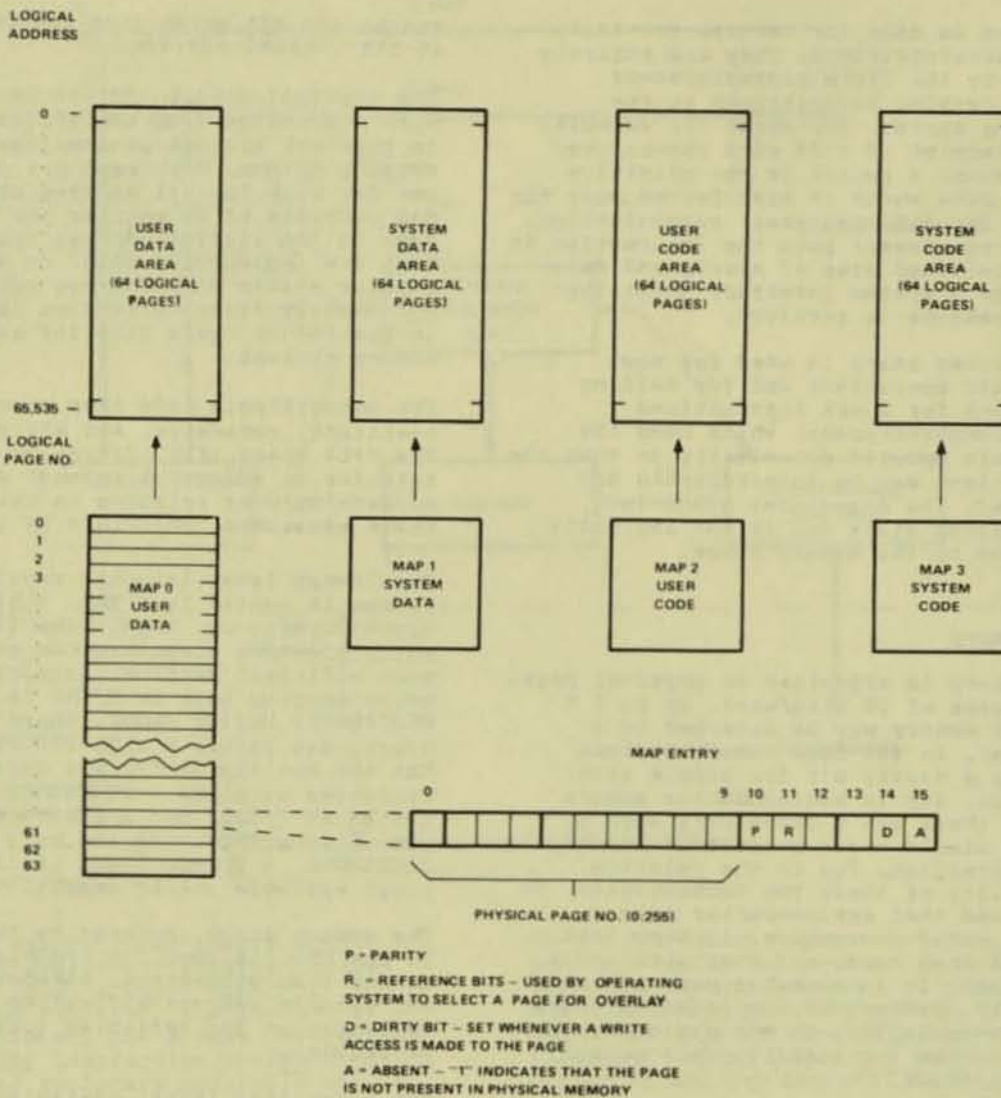 LOGICAL
ADDRESS
0
USER
DATA
AREA
(64 LOGICAL
PAGES)
SYSTEM
DATA
AREA
(64 LOGICAL
PAGES)
USER
CODE
AREA
(64 LOGICAL
PAGES)
SYSTEM
CODE
AREA
(64 LOGICAL
PAGES)
65,535
LOGICAL
PAGE NO.
0
1
2
3
MAP 0
USER
DATA
MAP 1
SYSTEM
DATA
MAP 2
USER
CODE
MAP 3
SYSTEM
CODE
MAP ENTRY
0 9 10 11 12 13 14 15
P R D A
61
62
63
PHYSICAL PAGE NO. (0:255)
P = PARITY
R = REFERENCE BITS – USED BY OPERATING
SYSTEM TO SELECT A PAGE FOR OVERLAY
D = DIRTY BIT – SET WHENEVER A WRITE
ACCESS IS MADE TO THE PAGE
A = ABSENT – "1" INDICATES THAT THE PAGE
IS NOT PRESENT IN PHYSICAL MEMORY